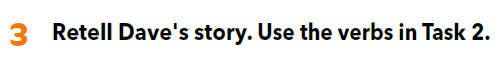 3 Retell Dave's story. Use the verbs in Task 2.